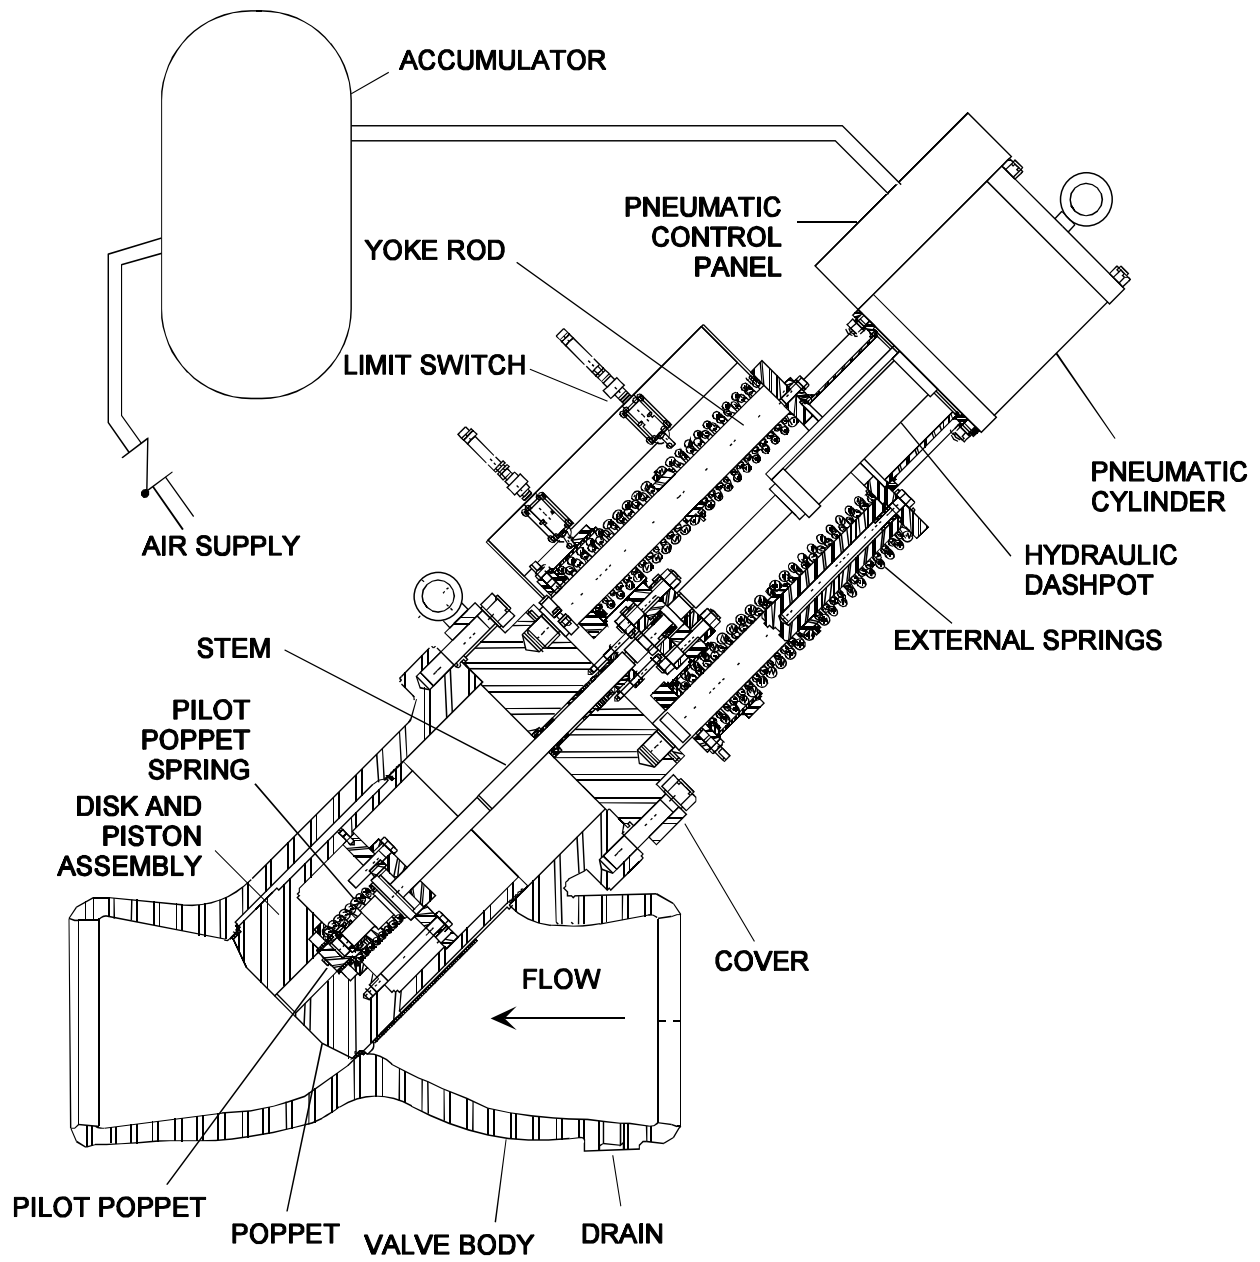 ACCUMULATOR
PNEUMATIC
CONTROL
PANEL
YOKE ROD
LIMIT SWITCH
PNEUMATIC
CYLINDER
AIR SUPPLY
HYDRAULIC
DASHPOT
EXTERNAL SPRINGS
STEM
PILOT
POPPET
SPRING
DISK AND
PISTON
ASSEMBLY
COVER
FLOW
PILOT POPPET
POPPET
VALVE BODY
DRAIN